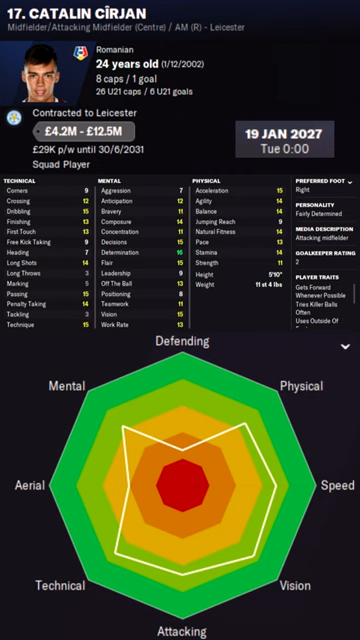 17. CATALIN CÎRJAN
Midfielder/Attacking Midfielder (Centre) / AM (R) - Leicester
Romanian
24 years old (1/12/2002)
8 caps / 1 goal
26 U21 caps / 6 U21 goals
Contracted to Leicester
£4.2M - £12.5M
£29K p/w until 30/6/2031
Squad Player
19 JAN 2027
Tue 0:00
TECHNICAL
Corners 9
Crossing 12
Dribbling 15
Finishing 13
First Touch 13
Free Kick Taking 9
Heading 7
Long Shots 14
Long Throws 3
Marking 5
Passing 15
Penalty Taking 14
Tackling 3
Technique 15
MENTAL
Aggression 7
Anticipation 12
Bravery 11
Composure 14
Concentration 11
Decisions 15
Determination 16
Flair 15
Leadership 9
Off The Ball 13
Positioning 8
Teamwork 11
Vision 15
Work Rate 13
PHYSICAL
Acceleration 15
Agility 14
Balance 14
Jumping Reach 9
Natural Fitness 14
Pace 13
Stamina 14
Strength 11
Height 5'10"
Weight 11 st 4 lbs
PREFERRED FOOT
Right
PERSONALITY
Fairly Determined
MEDIA DESCRIPTION
Attacking midfielder
GOALKEEPER RATING
2
PLAYER TRAITS
Gets Forward
Whenever Possible
Tries Killer Balls
Often
Uses Outside Of
Defending
Mental
Physical
Aerial
Speed
Technical
Vision
Attacking